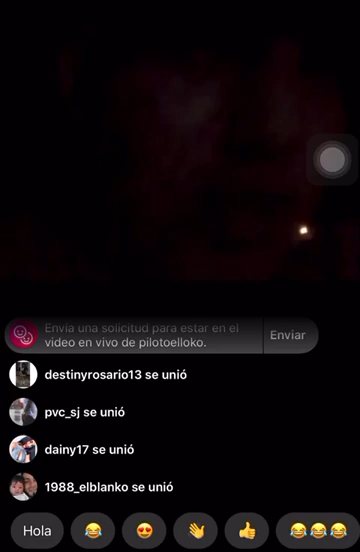 Envía una solicitud para estar en el
video en vivo de pilotoelloko.
Enviar
destinyrosario13 se unió
pvc_sj se unió
dainy17 se unió
1988_elblanko se unió
Hola